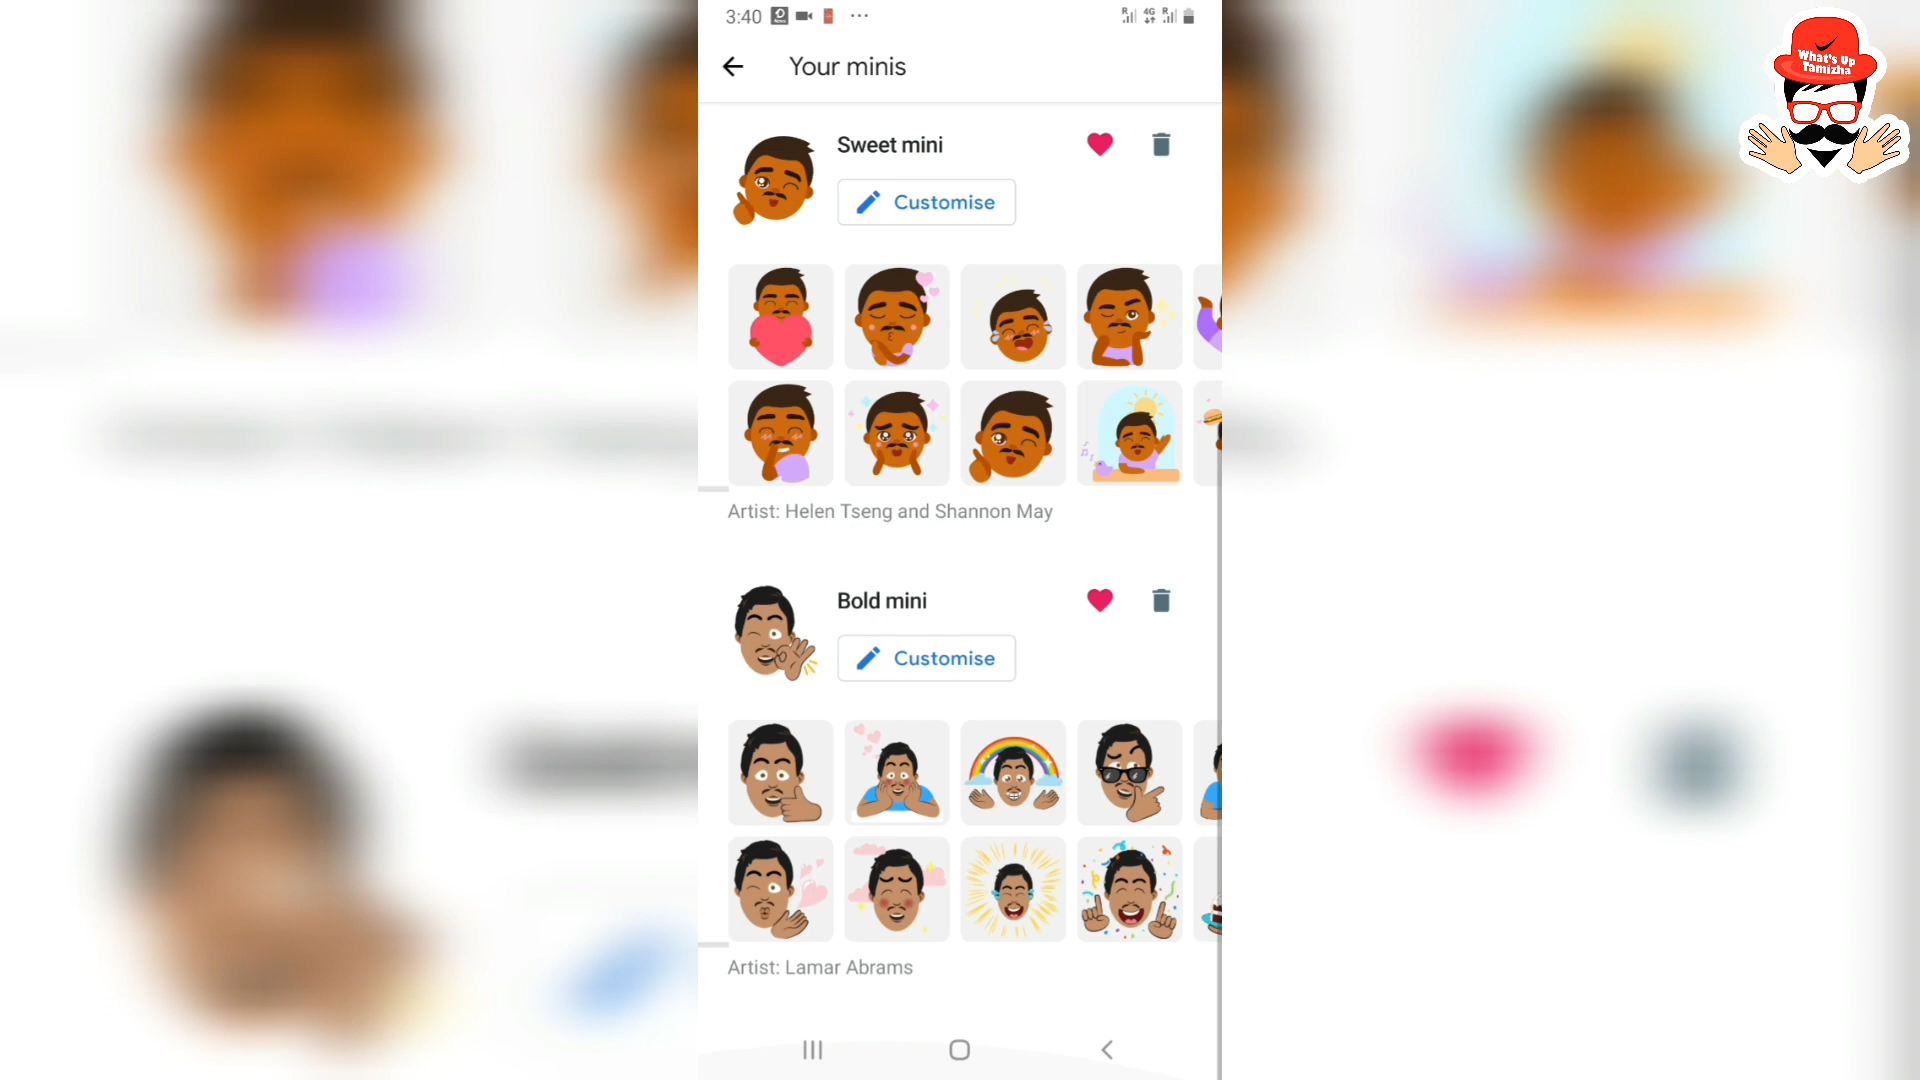 3:40
4G
Your minis
What's Up
Tamizha
Sweet mini
Customise
Artist: Helen Tseng and Shannon May
Bold mini
Customise
Artist: Lamar Abrams